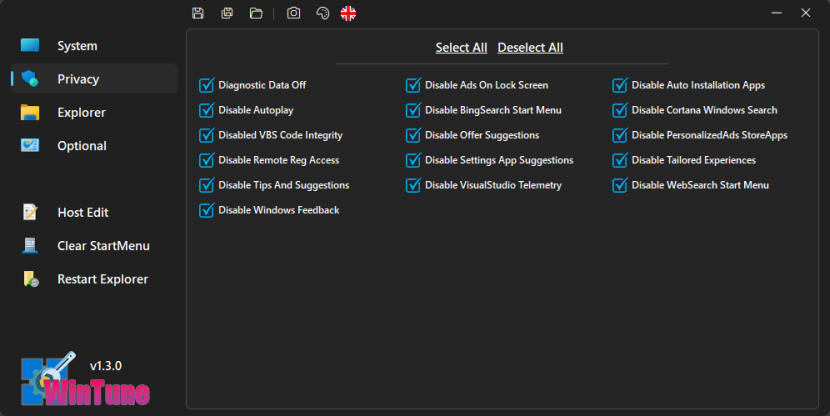 System
Privacy
Explorer
Optional
Host Edit
Clear StartMenu
Restart Explorer
v1.3.0
WinTune
Select All Deselect All
Diagnostic Data Off Disable Ads On Lock Screen Disable Auto Installation Apps
Disable Autoplay Disable BingSearch Start Menu Disable Cortana Windows Search
Disabled VBS Code Integrity Disable Offer Suggestions Disable PersonalizedAds StoreApps
Disable Remote Reg Access Disable Settings App Suggestions Disable Tailored Experiences
Disable Tips And Suggestions Disable VisualStudio Telemetry Disable WebSearch Start Menu
Disable Windows Feedback